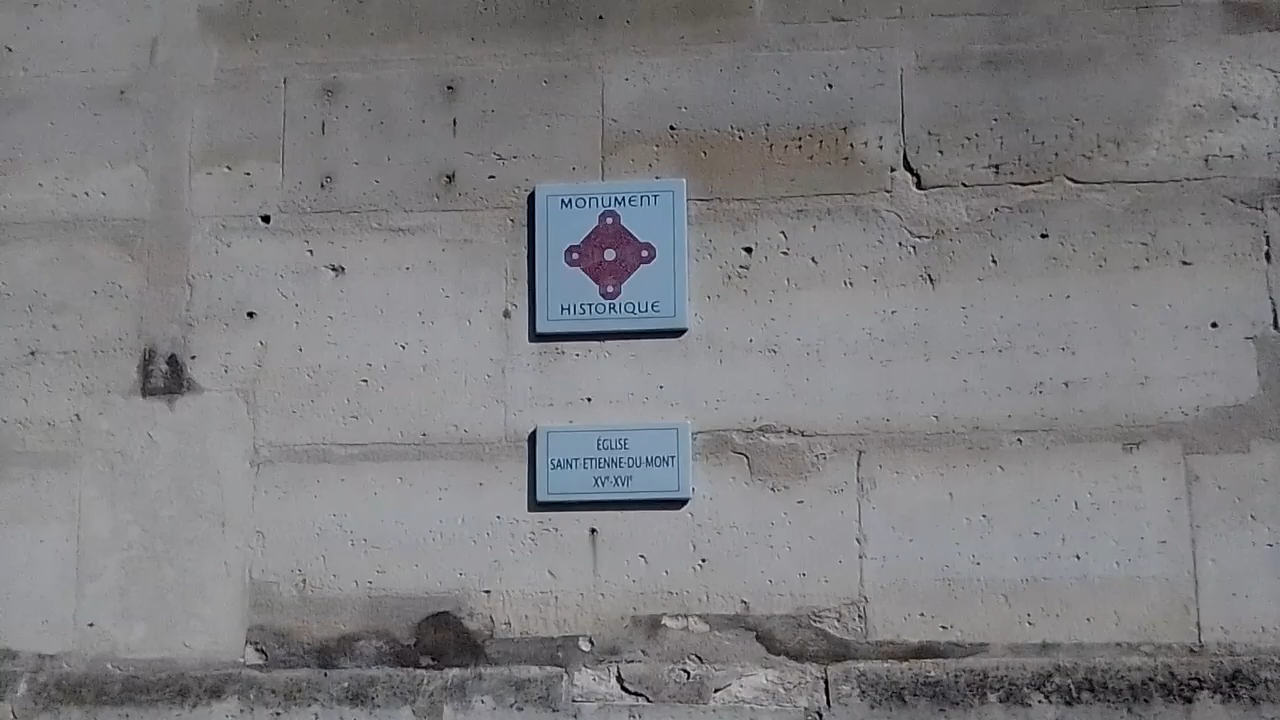 MONUMENT
HISTORIQUE
ÉGLISE
SAINT-ETIENNE-DU-MONT
XVᵉ-XVIᵉ